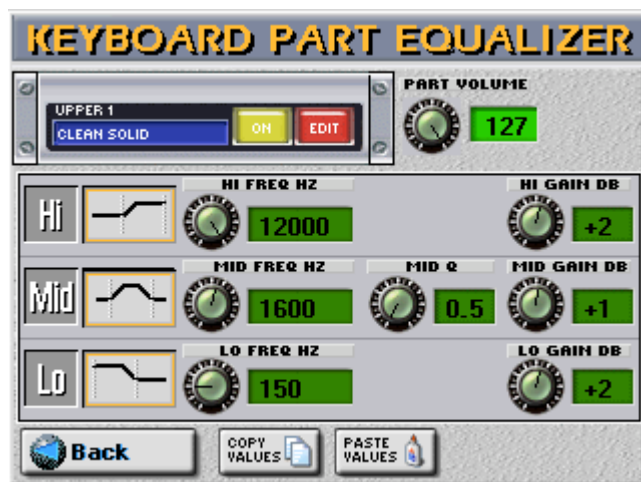 KEYBOARD PART EQUALIZER
UPPER 1
CLEAN SOLID
ON
EDIT
PART VOLUME
127
Hi
HI FREQ HZ
12000
HI GAIN DB
+2
Mid
MID FREQ HZ
1600
MID Q
0.5
MID GAIN DB
+1
Lo
LO FREQ HZ
150
LO GAIN DB
+2
Back
COPY
VALUES
PASTE
VALUES